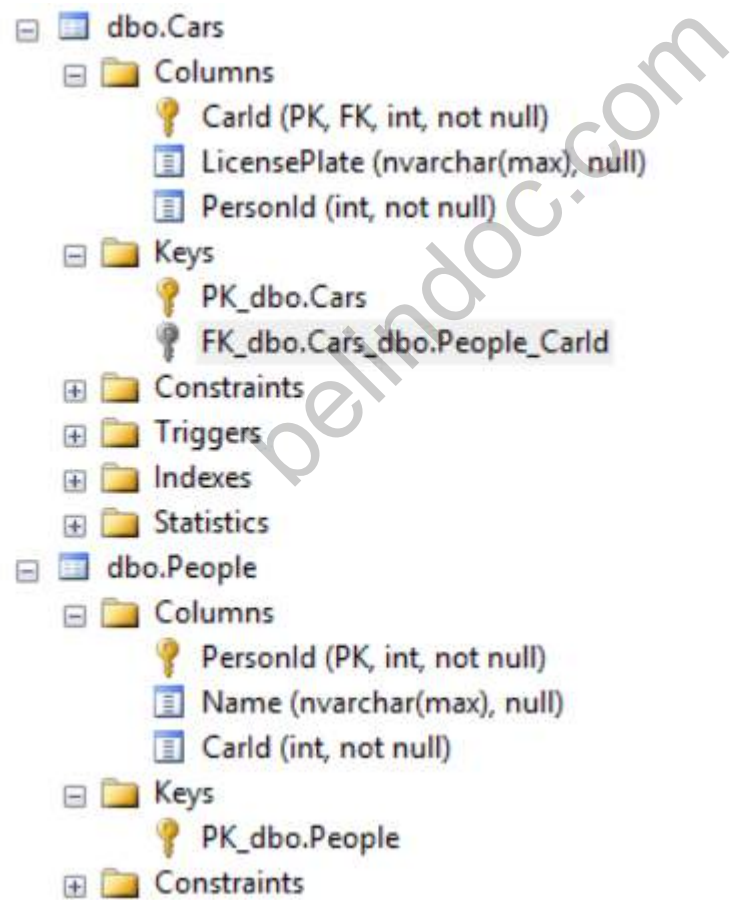 dbo.Cars
Columns
CarId (PK, FK, int, not null)
LicensePlate (nvarchar(max), null)
PersonId (int, not null)
Keys
PK_dbo.Cars
FK_dbo.Cars_dbo.People_CarId
Constraints
Triggers
Indexes
Statistics
dbo.People
Columns
PersonId (PK, int, not null)
Name (nvarchar(max), null)
CarId (int, not null)
Keys
PK_dbo.People
Constraints
belindoc.com